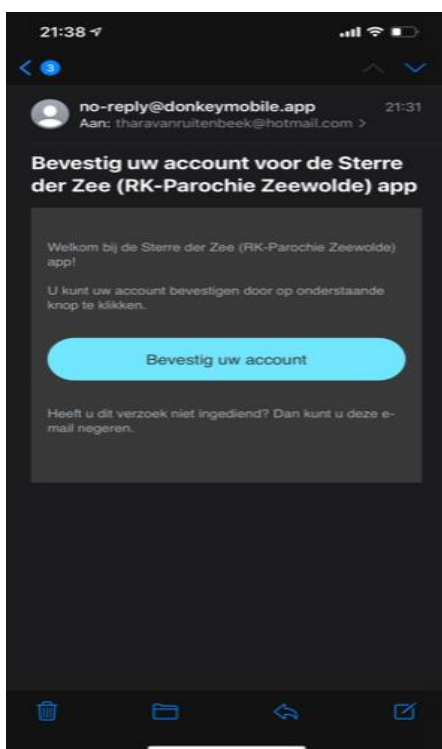 21:38
3
no-reply@donkeymobile.app 21:31
Aan: tharavanruitenbeek@hotmail.com >
Bevestig uw account voor de Sterre
der Zee (RK-Parochie Zeewolde) app
Welkom bij de Sterre der Zee (RK-Parochie Zeewolde)
app!
U kunt uw account bevestigen door op onderstaande
knop te klikken.
Bevestig uw account
Heeft u dit verzoek niet ingediend? Dan kunt u deze e-
mail negeren.